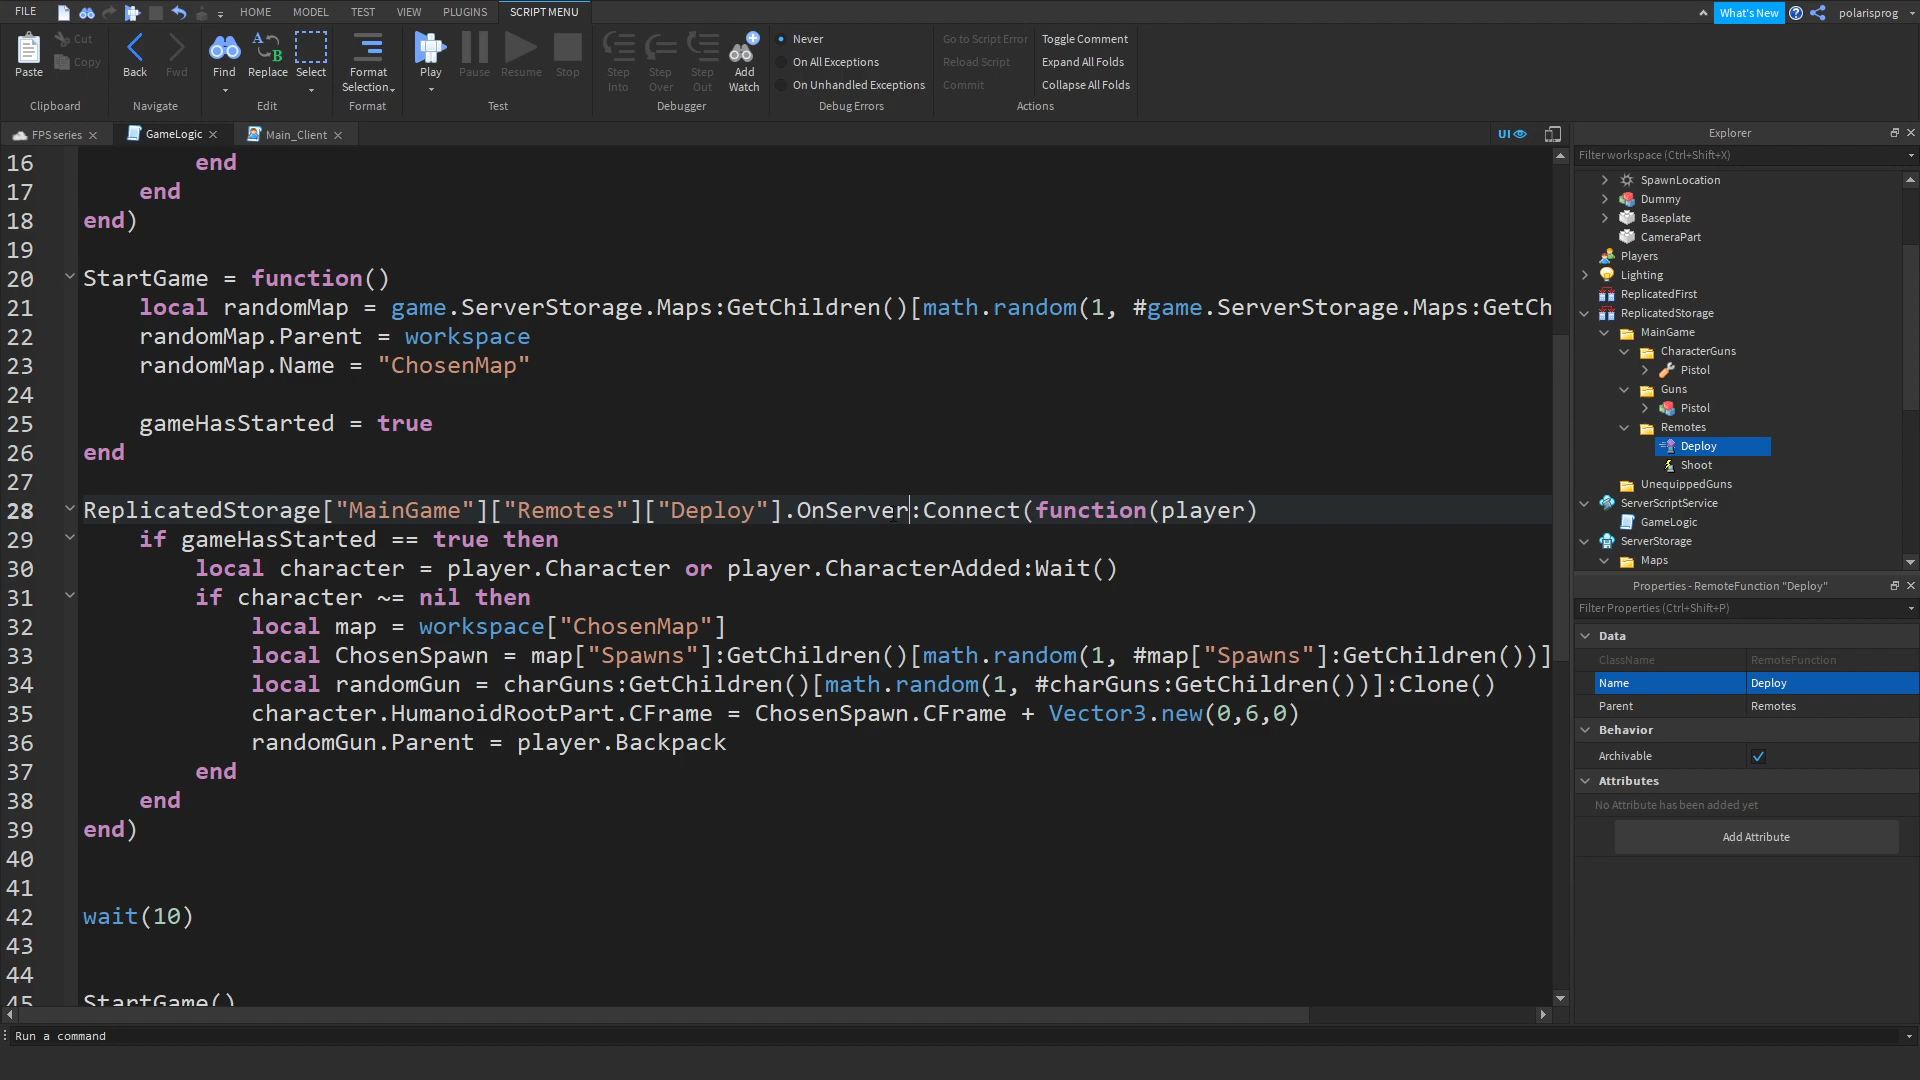 FILE HOME MODEL TEST VIEW PLUGINS SCRIPT MENU What's New polarisprog
Paste Cut Copy Clipboard
Back Fwd Navigate
Find Replace Select Edit
Format Selection Format
Play Pause Resume Stop Test
Step Into Step Over Step Out Add Watch Debugger
Never
On All Exceptions
On Unhandled Exceptions
Debug Errors
Go to Script Error Toggle Comment
Reload Script Expand All Folds
Commit Collapse All Folds
Actions
FPS series GameLogic Main_Client UI
16 end
17 end
18 end)
19
20 StartGame = function()
21 local randomMap = game.ServerStorage.Maps:GetChildren()[math.random(1, #game.ServerStorage.Maps:GetCh
22 randomMap.Parent = workspace
23 randomMap.Name = "ChosenMap"
24
25 gameHasStarted = true
26 end
27
28 ReplicatedStorage["MainGame"]["Remotes"]["Deploy"].OnServer:Connect(function(player)
29 if gameHasStarted == true then
30 local character = player.Character or player.CharacterAdded:Wait()
31 if character ~= nil then
32 local map = workspace["ChosenMap"]
33 local ChosenSpawn = map["Spawns"]:GetChildren()[math.random(1, #map["Spawns"]:GetChildren())]
34 local randomGun = charGuns:GetChildren()[math.random(1, #charGuns:GetChildren())]:Clone()
35 character.HumanoidRootPart.CFrame = ChosenSpawn.CFrame + Vector3.new(0,6,0)
36 randomGun.Parent = player.Backpack
37 end
38 end
39 end)
40
41
42 wait(10)
43
44
45 StartGame()
Run a command
Explorer
Filter workspace (Ctrl+Shift+X)
SpawnLocation
Dummy
Baseplate
CameraPart
Players
Lighting
ReplicatedFirst
ReplicatedStorage
MainGame
CharacterGuns
Pistol
Guns
Pistol
Remotes
Deploy
Shoot
UnequippedGuns
ServerScriptService
GameLogic
ServerStorage
Maps
Properties - RemoteFunction "Deploy"
Filter Properties (Ctrl+Shift+P)
Data
ClassName RemoteFunction
Name Deploy
Parent Remotes
Behavior
Archivable
Attributes
No Attribute has been added yet
Add Attribute